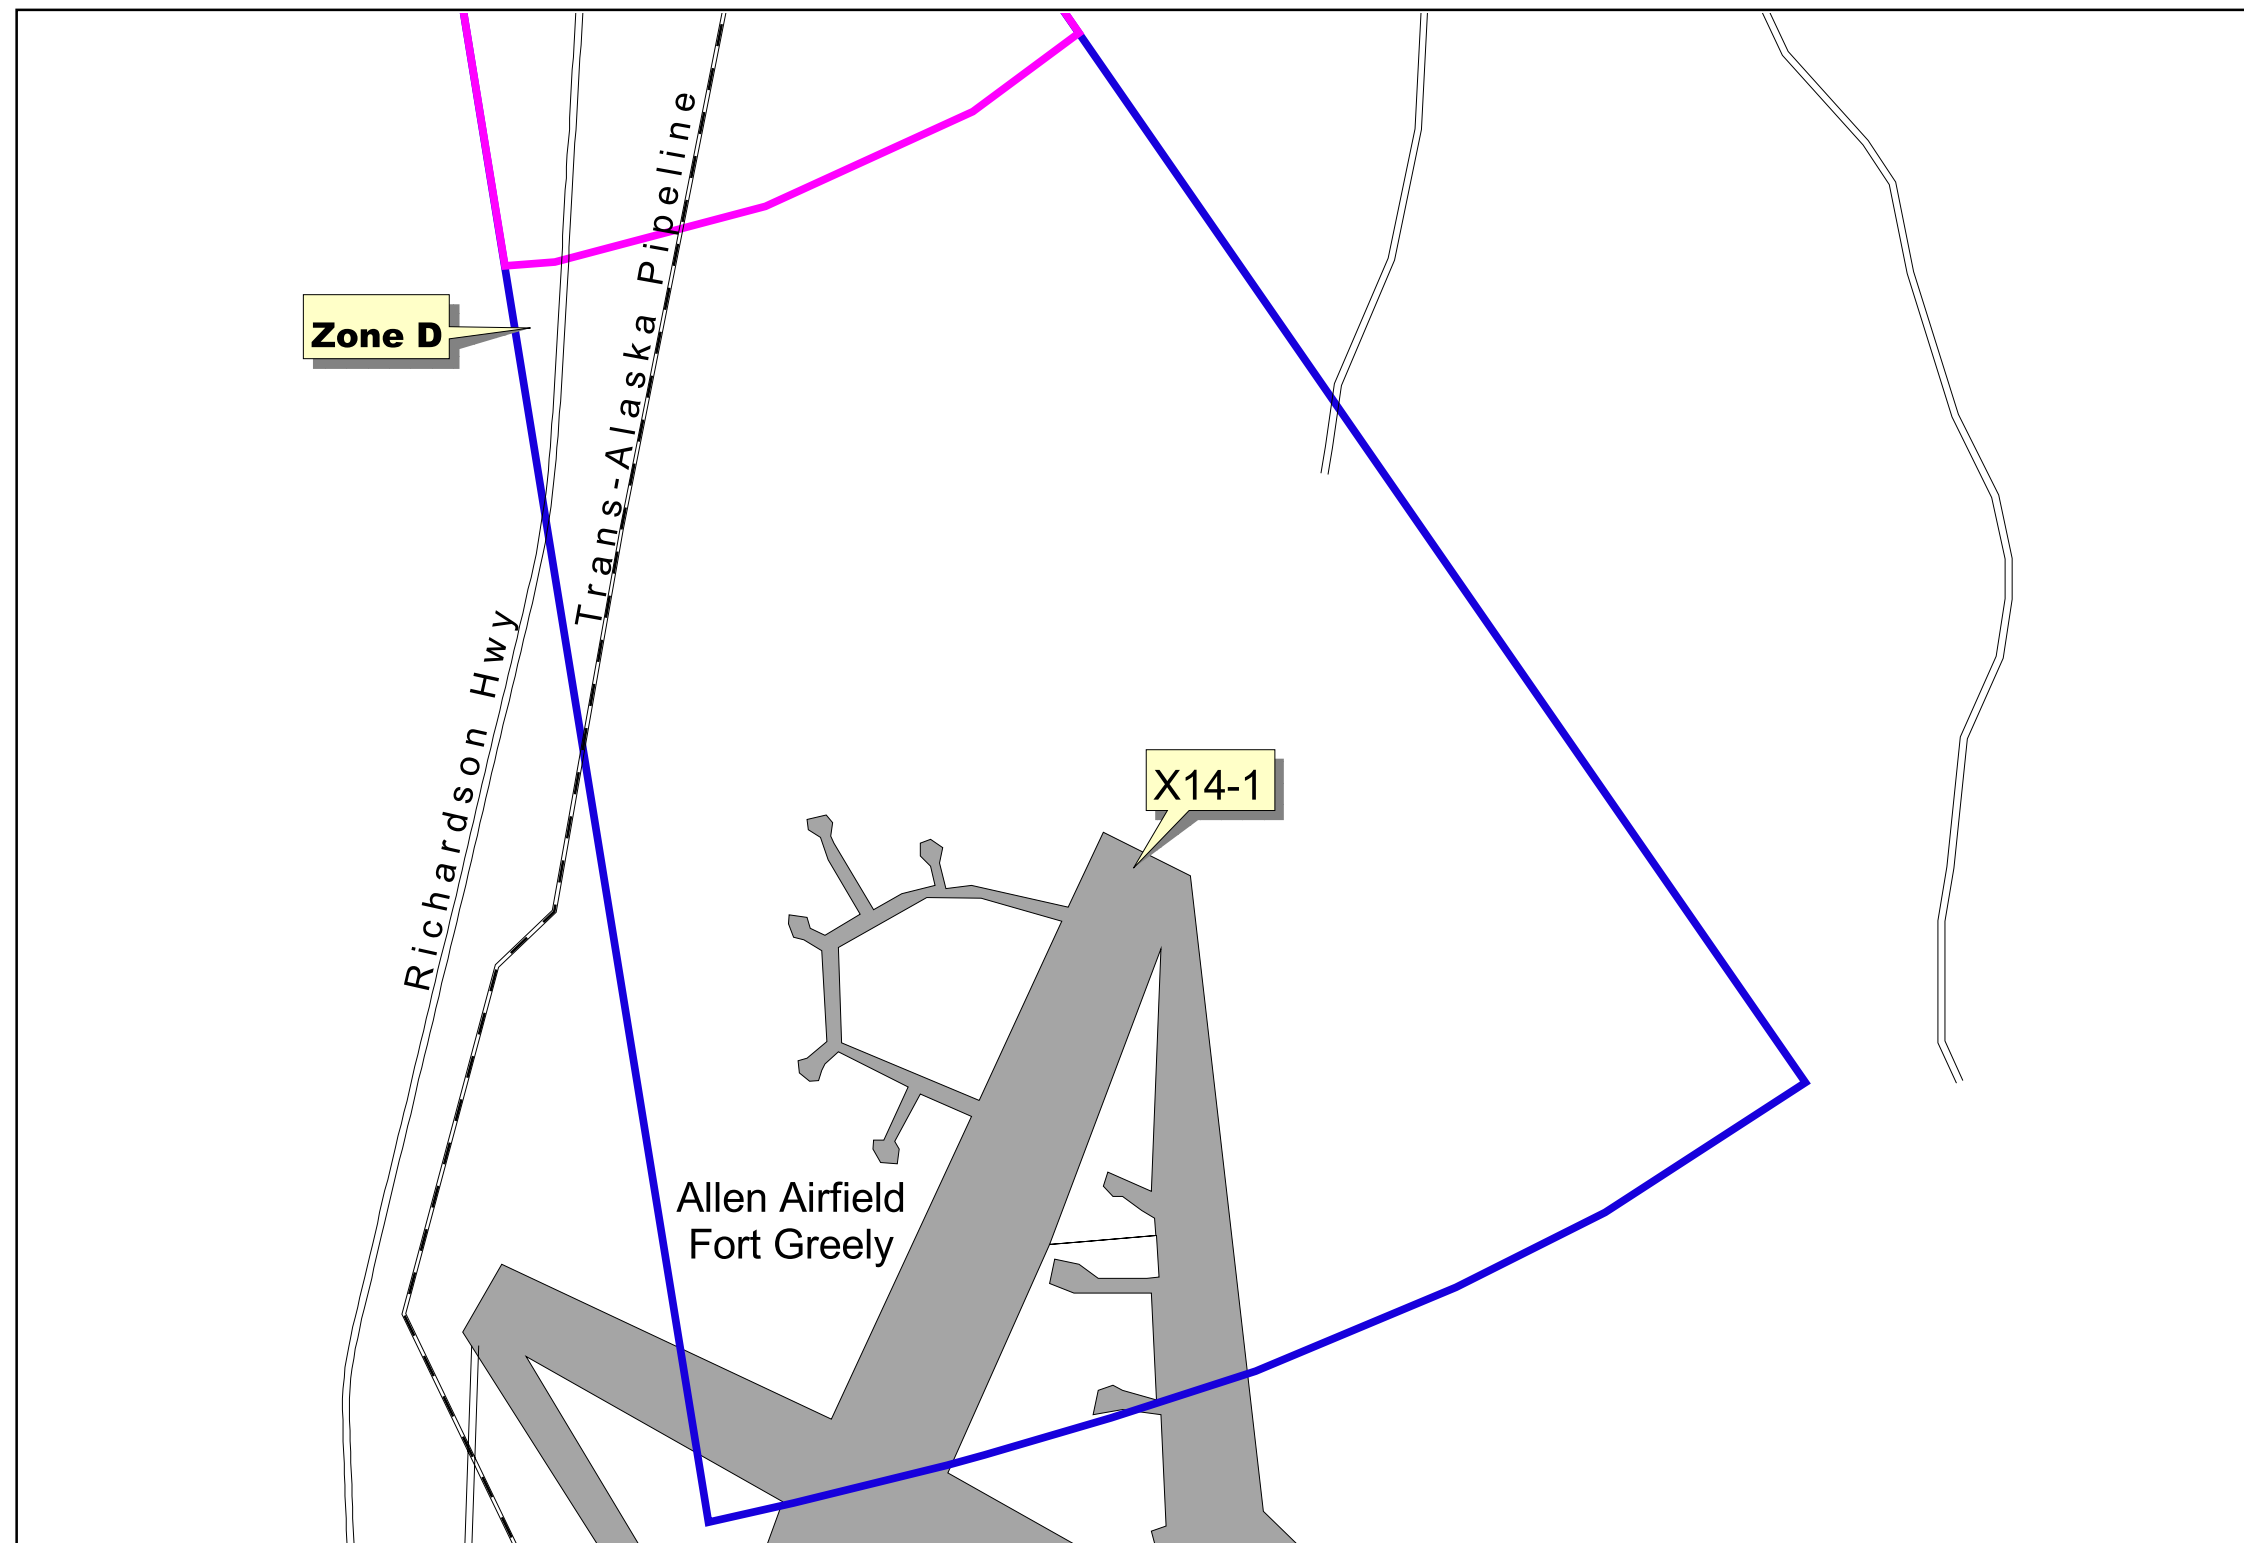 Trans-Alaska Pipeline
Zone D
Richardson Hwy
X14-1
Allen Airfield
Fort Greely